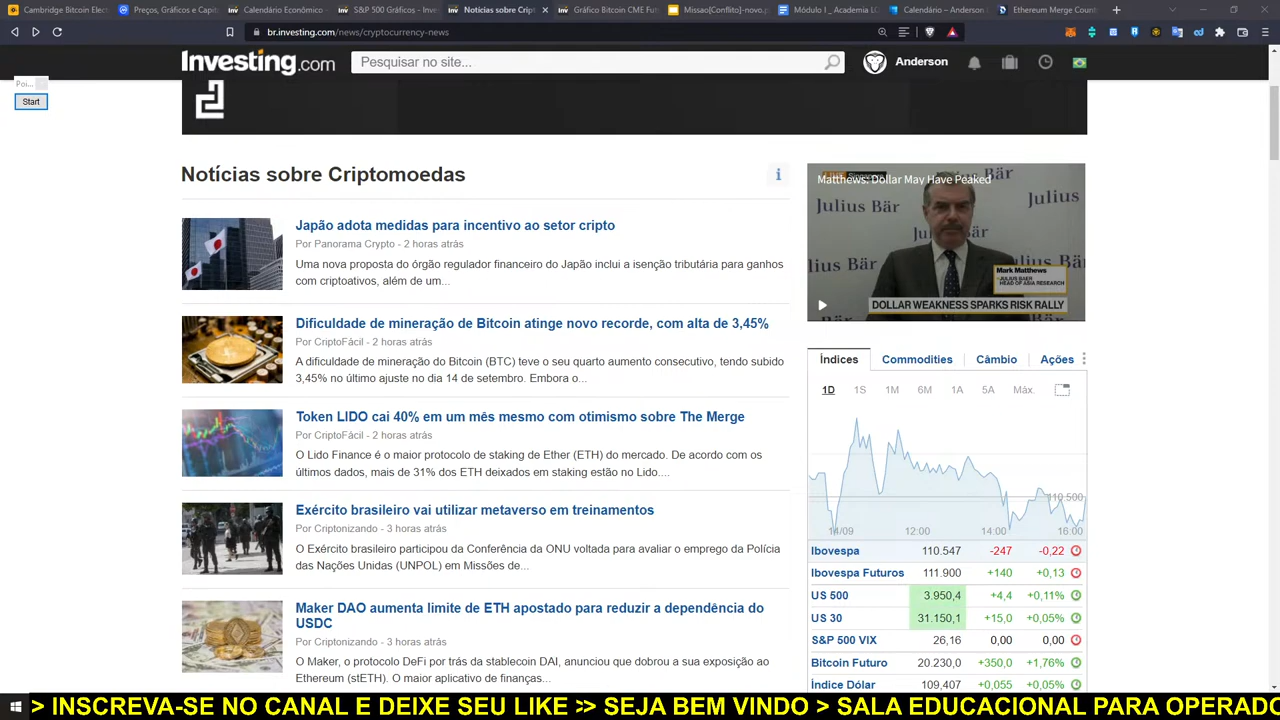 Cambridge Bitcoin Elect
Preços, Gráficos e Capita
Calendário Econômico -
S&P 500 Gráficos – Inve
Notícias sobre Cript
Gráfico Bitcoin CME Fut
Missao[Conflito]-novo.p
Módulo I _ Academia LO
Calendário – Anderson L
Ethereum Merge Count
br.investing.com/news/cryptocurrency-news
Investing.com
Pesquisar no site...
Anderson
Poi...
Start
Notícias sobre Criptomoedas
Japão adota medidas para incentivo ao setor cripto
Por Panorama Crypto - 2 horas atrás
Uma nova proposta do órgão regulador financeiro do Japão inclui a isenção tributária para ganhos
com criptoativos, além de um...
Dificuldade de mineração de Bitcoin atinge novo recorde, com alta de 3,45%
Por CriptoFácil - 2 horas atrás
A dificuldade de mineração do Bitcoin (BTC) teve o seu quarto aumento consecutivo, tendo subido
3,45% no último ajuste no dia 14 de setembro. Embora o...
Token LIDO cai 40% em um mês mesmo com otimismo sobre The Merge
Por CriptoFácil - 2 horas atrás
O Lido Finance é o maior protocolo de staking de Ether (ETH) do mercado. De acordo com os
últimos dados, mais de 31% dos ETH deixados em staking estão no Lido....
Exército brasileiro vai utilizar metaverso em treinamentos
Por Criptonizando - 3 horas atrás
O Exército brasileiro participou da Conferência da ONU voltada para avaliar o emprego da Polícia
das Nações Unidas (UNPOL) em Missões de...
Maker DAO aumenta limite de ETH apostado para reduzir a dependência do
USDC
Por Criptonizando - 3 horas atrás
O Maker, o protocolo DeFi por trás da stablecoin DAI, anunciou que dobrou a sua exposição ao
Ethereum (stETH). O maior aplicativo de finanças...
Matthews: Dollar May Have Peaked
Julius Bär
Mark Matthews
JULIUS BAER
HEAD OF ASIA RESEARCH
DOLLAR WEAKNESS SPARKS RISK RALLY
Índices Commodities Câmbio Ações
1D 1S 1M 6M 1A 5A Máx.
110.500
14/09 12:00 14:00 16:00
Ibovespa 110.547 -247 -0,22
Ibovespa Futuros 111.900 +140 +0,13
US 500 3.950,4 +4,4 +0,11%
US 30 31.150,1 +15,0 +0,05%
S&P 500 VIX 26,16 0,00 0,00
Bitcoin Futuro 20.230,0 +350,0 +1,76%
Índice Dólar 109,407 +0,055 +0,05%
> INSCREVA-SE NO CANAL E DEIXE SEU LIKE >> SEJA BEM VINDO > SALA EDUCACIONAL PARA OPERADO